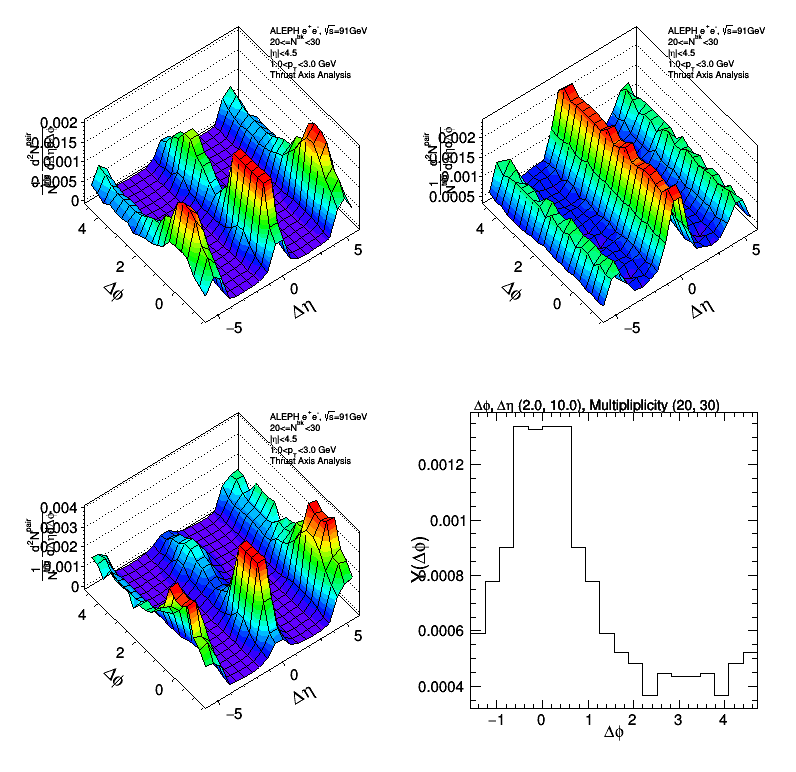 ALEPH e⁺e⁻, √s=91GeV
20<=N^trk<30
|η|<4.5
1.0<p_T<3.0 GeV
Thrust Axis Analysis
0.002
0.0015
0.001
0.0005
0
4
2
0
Δφ
−5
0
5
Δη
ALEPH e⁺e⁻, √s=91GeV
20<=N^trk<30
|η|<4.5
1.0<p_T<3.0 GeV
Thrust Axis Analysis
0.002
0.0015
0.001
0.0005
4
2
0
Δφ
−5
0
5
Δη
ALEPH e⁺e⁻, √s=91GeV
20<=N^trk<30
|η|<4.5
1.0<p_T<3.0 GeV
Thrust Axis Analysis
0.004
0.003
0.002
0.001
0
4
2
0
Δφ
−5
0
5
Δη
Δφ, Δη (2.0, 10.0), Multipliplicity (20, 30)
Y(Δφ)
0.0012
0.001
0.0008
0.0006
0.0004
−1 0 1 2 3 4
Δφ